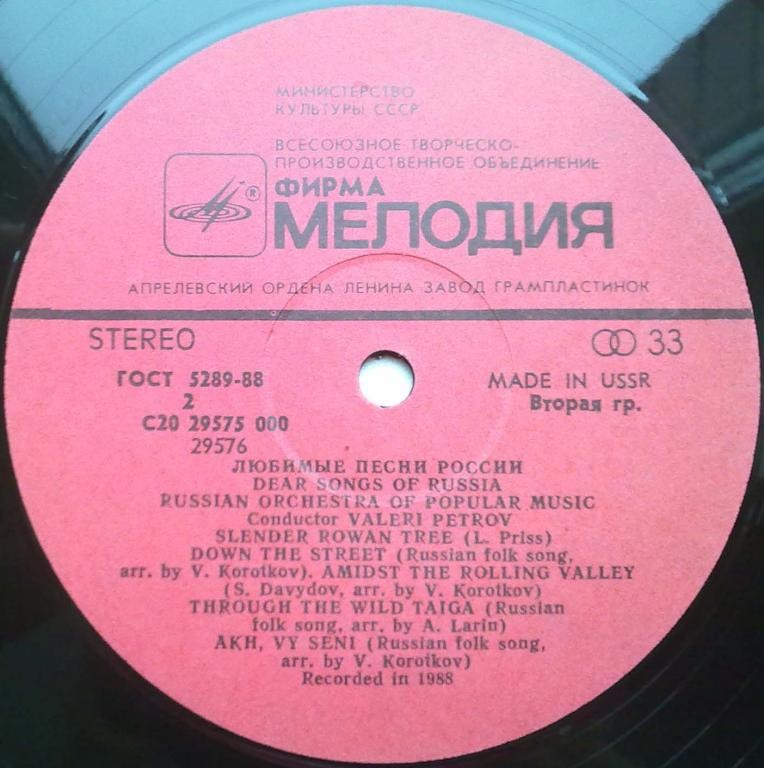 МИНИСТЕРСТВО
КУЛЬТУРЫ СССР
ВСЕСОЮЗНОЕ ТВОРЧЕСКО-
ПРОИЗВОДСТВЕННОЕ ОБЪЕДИНЕНИЕ
®
ФИРМА
МЕЛОДИЯ
АПРЕЛЕВСКИЙ ОРДЕНА ЛЕНИНА ЗАВОД ГРАМПЛАСТИНОК
STEREO 33
ГОСТ 5289-88 MADE IN USSR
2 Вторая гр.
С20 29575 000
29576
ЛЮБИМЫЕ ПЕСНИ РОССИИ
DEAR SONGS OF RUSSIA
RUSSIAN ORCHESTRA OF POPULAR MUSIC
Conductor VALERI PETROV
SLENDER ROWAN TREE (L. Priss)
DOWN THE STREET (Russian folk song,
arr. by V. Korotkov). AMIDST THE ROLLING VALLEY
(S. Davydov, arr. by V. Korotkov)
THROUGH THE WILD TAIGA (Russian
folk song, arr. by A. Larin)
AKH, VY SENI (Russian folk song,
arr. by V. Korotkov)
Recorded in 1988